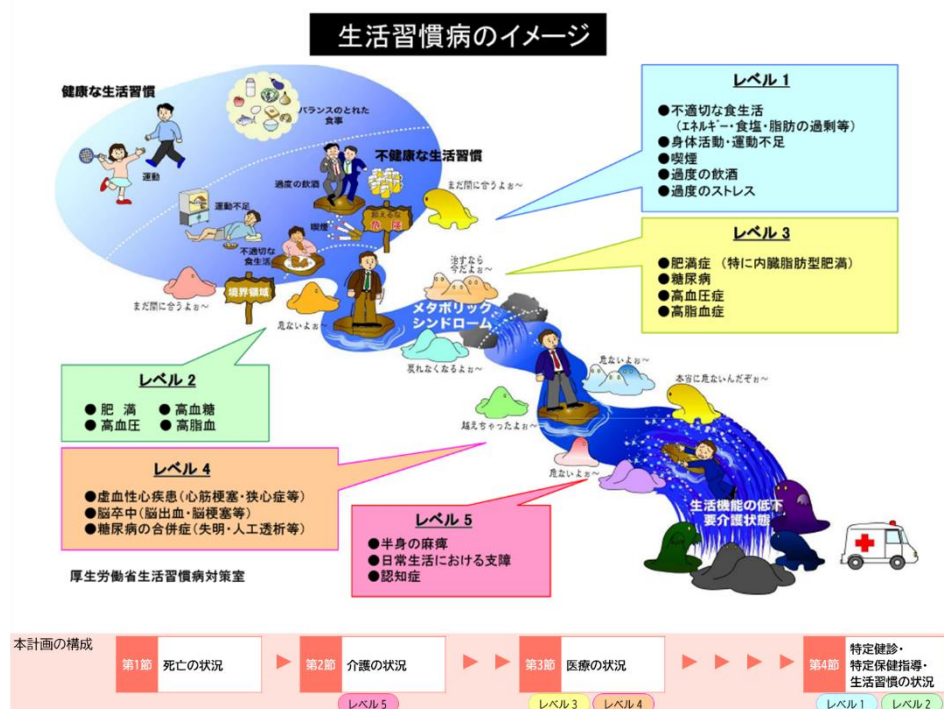 生活習慣病のイメージ
健康な生活習慣
バランスのとれた
食事
運動
不健康な生活習慣
過度の飲酒
まだ間に合うよぉ～
運動不足
喫煙
超えるな
危険
不適切な
食生活
治すなら
今だよぉ～
まだ間に合うよぉ～
境界領域
危ないよぉ～
メタボリック
シンドローム
戻れなくなるよぉ～
危ないよぉ～
本当に危ないんだぞぉ～
越えちゃったよぉ～
危ないよぉ～
生活機能の低下
要介護状態
レベル 1
●不適切な食生活
（エネルギー・食塩・脂肪の過剰等）
●身体活動・運動不足
●喫煙
●過度の飲酒
●過度のストレス
レベル 3
●肥満症 （特に内臓脂肪型肥満）
●糖尿病
●高血圧症
●高脂血症
レベル 2
● 肥 満 ● 高血糖
● 高血圧 ● 高脂血
レベル 4
●虚血性心疾患(心筋梗塞・狭心症等)
●脳卒中(脳出血・脳梗塞等)
●糖尿病の合併症(失明・人工透析等)
レベル 5
●半身の麻痺
●日常生活における支障
●認知症
厚生労働省生活習慣病対策室
本計画の構成
第1節 死亡の状況
第2節 介護の状況
レベル 5
第3節 医療の状況
レベル 3 レベル 4
第4節
特定健診・
特定保健指導・
生活習慣の状況
レベル 1 レベル 2